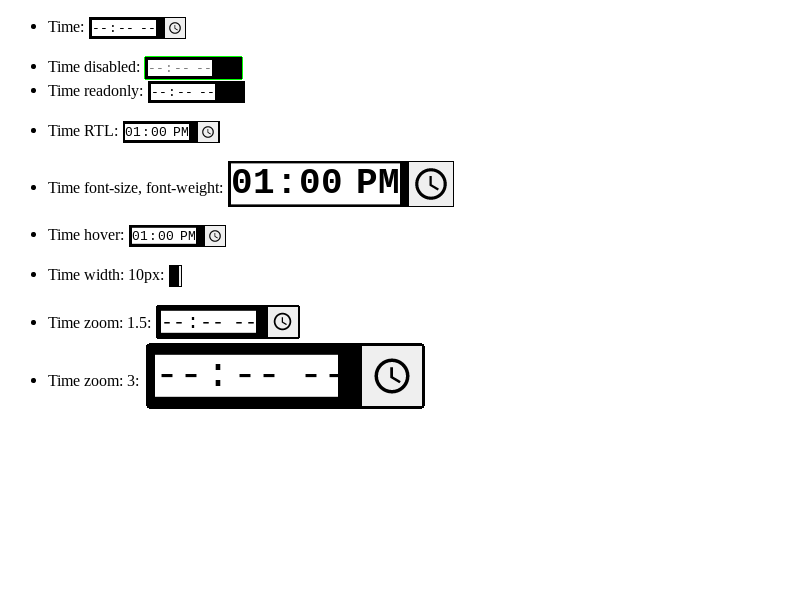 Time: --:-- --
Time disabled: --:-- --
Time readonly: --:-- --
Time RTL: 01:00 PM
Time font-size, font-weight: 01:00 PM
Time hover: 01:00 PM
Time width: 10px:
Time zoom: 1.5: --:-- --
Time zoom: 3: --:-- --